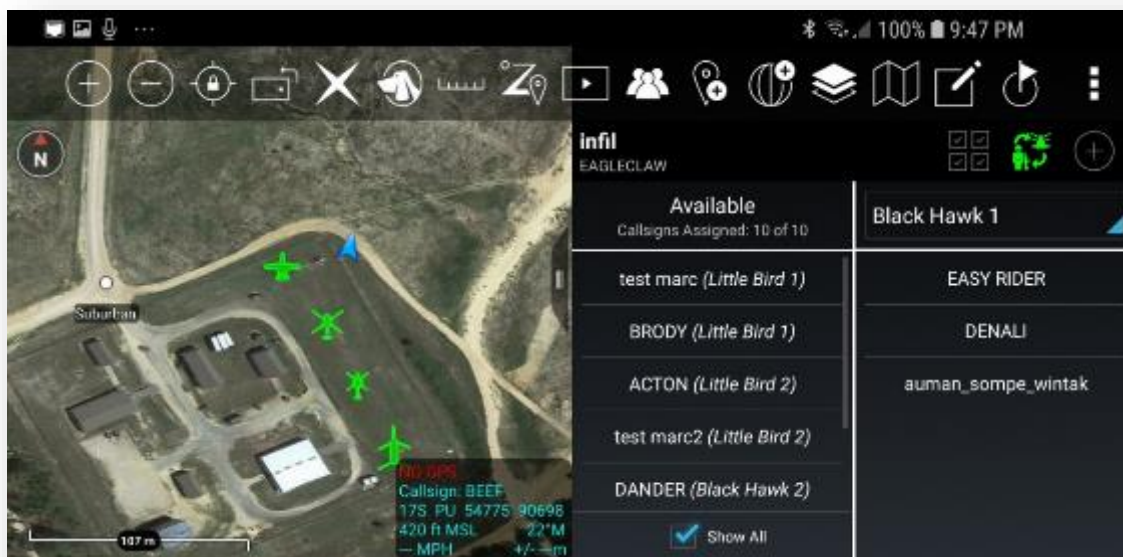 100% 9:47 PM
N
infil
EAGLECLAW
Available
Callsigns Assigned: 10 of 10
Black Hawk 1
test marc (Little Bird 1)
BRODY (Little Bird 1)
ACTON (Little Bird 2)
test marc2 (Little Bird 2)
DANDER (Black Hawk 2)
Show All
EASY RIDER
DENALI
auman_sompe_wintak
Suburban
NO GPS
Callsign: BEEF
17S PU 54775 90698
420 ft MSL 22°M
--- MPH +/- ---m
107 m